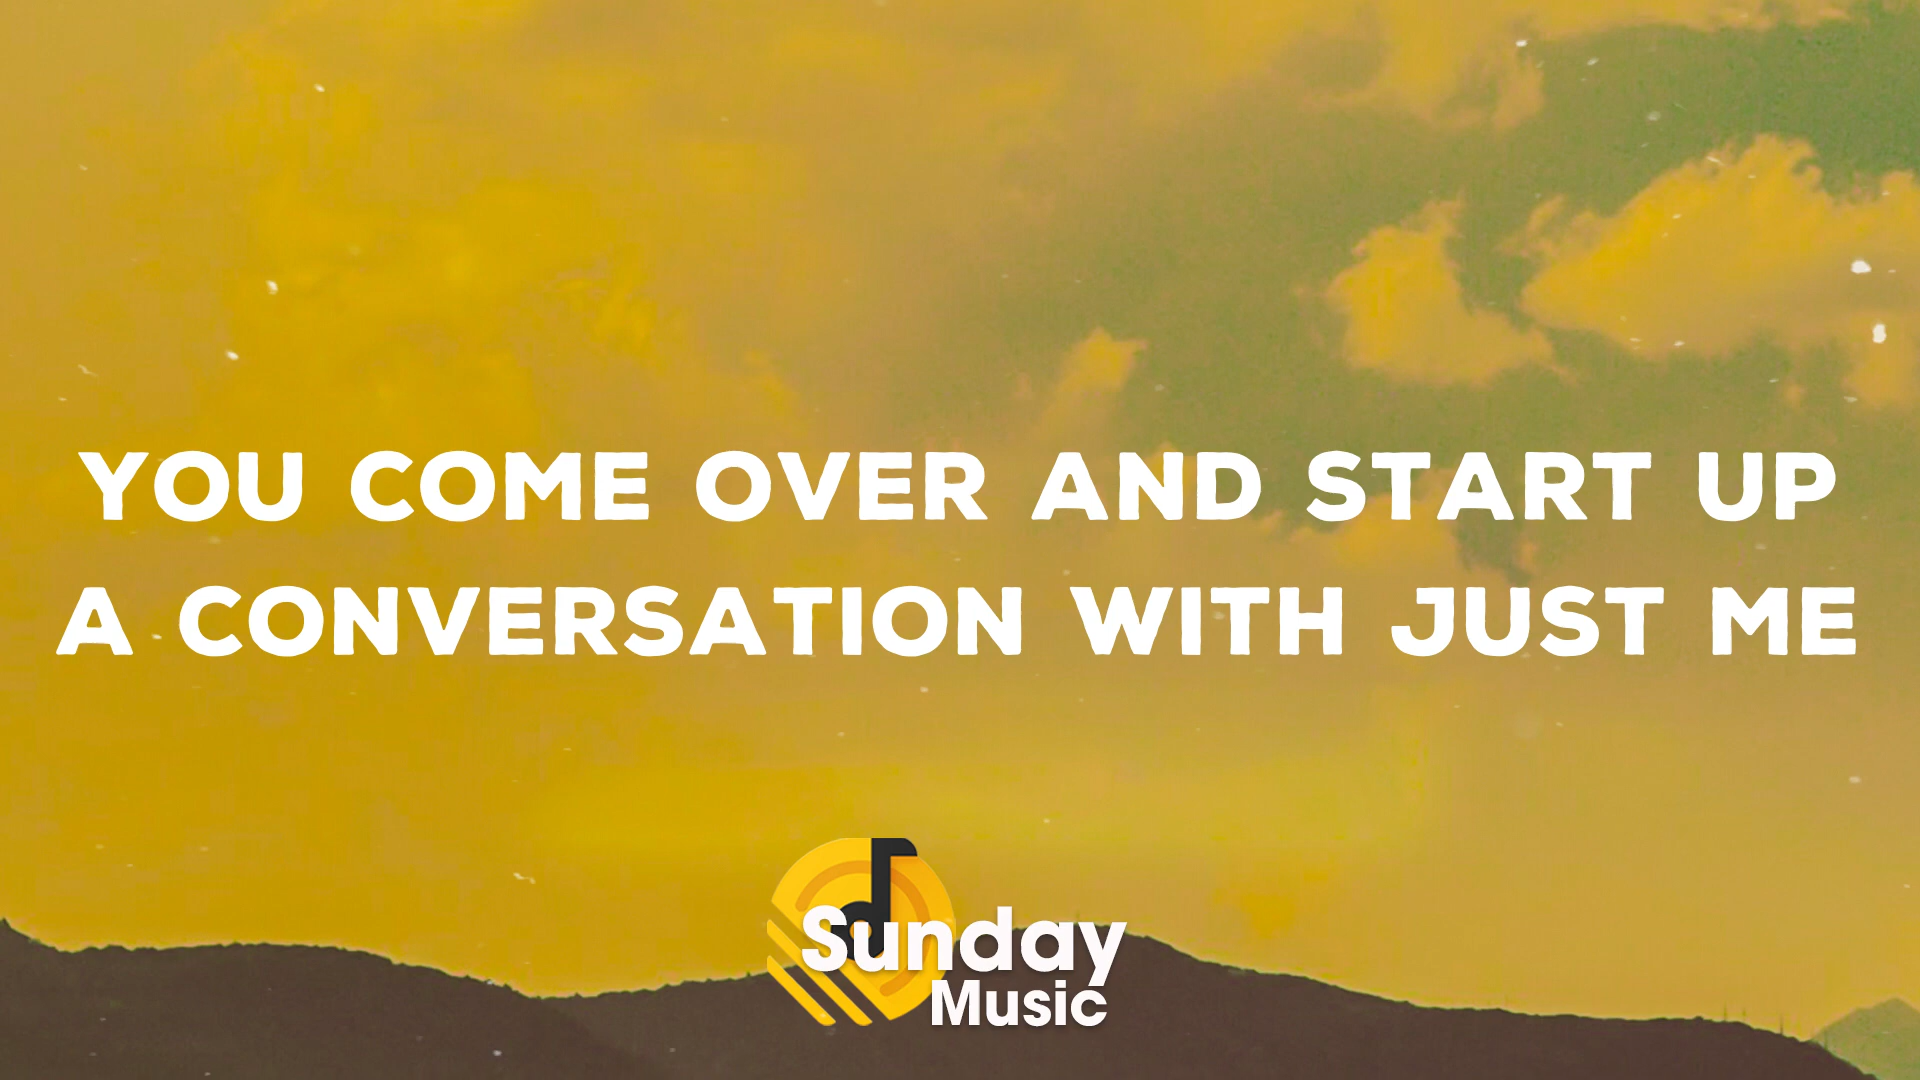 YOU COME OVER AND START UP
A CONVERSATION WITH JUST ME
Sunday
Music